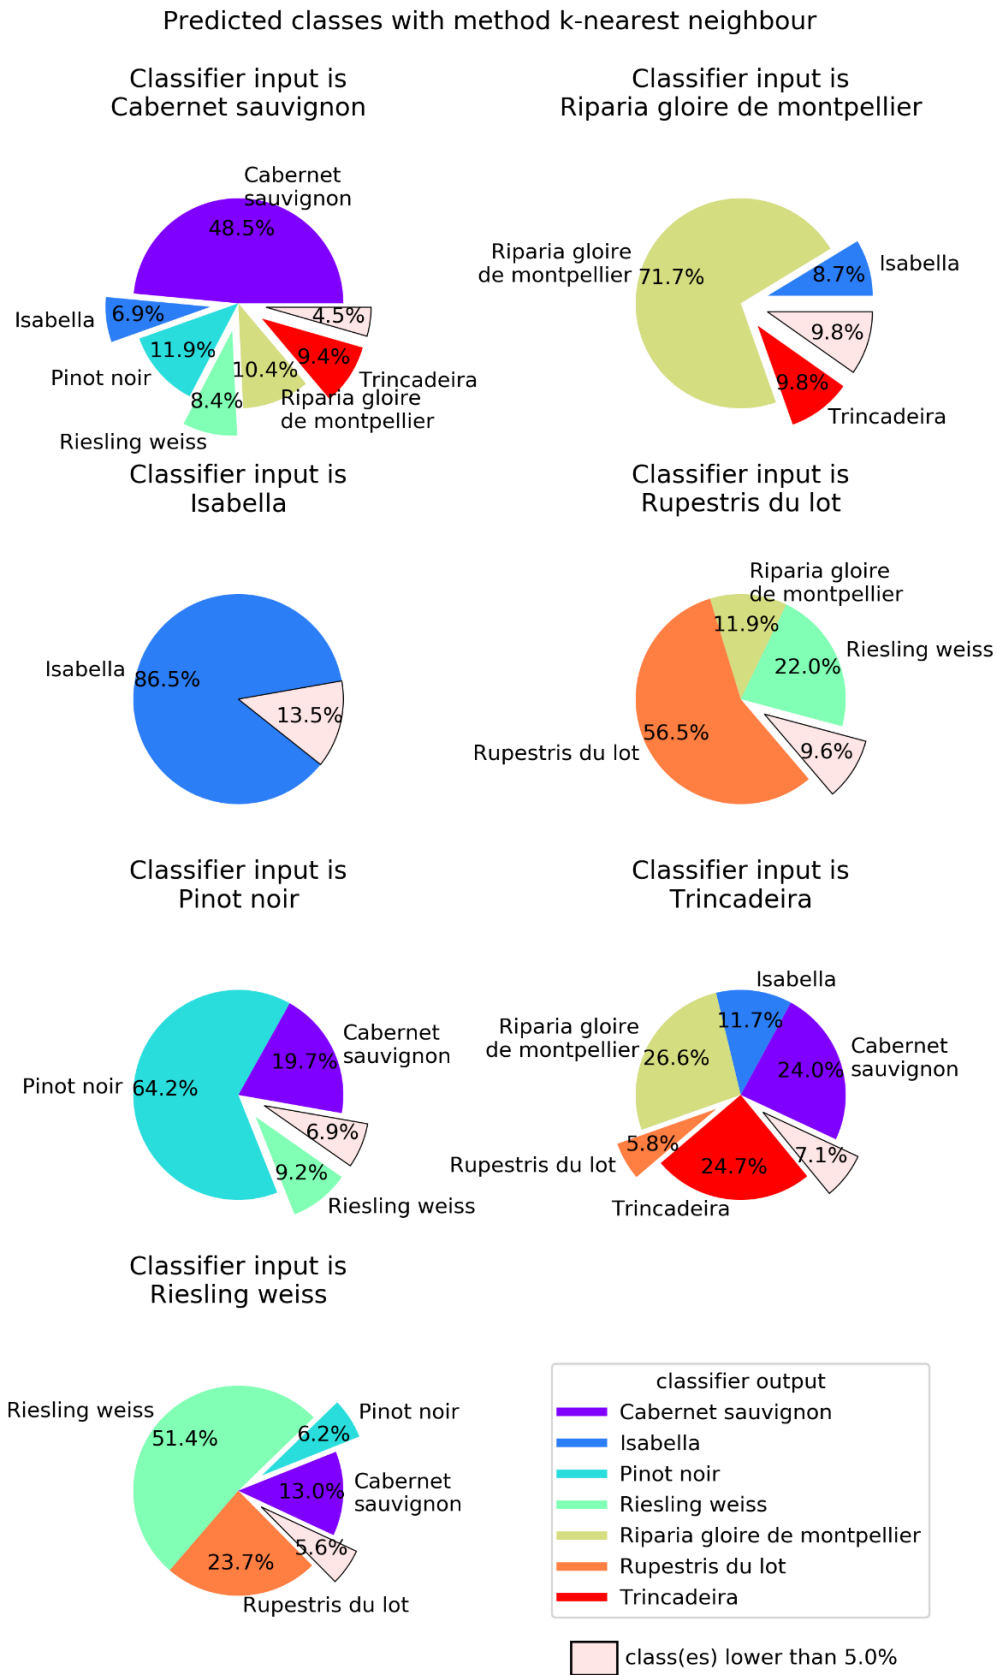 Predicted classes with method k-nearest neighbour
Classifier input is
Cabernet sauvignon
Cabernet
sauvignon
48.5%
Isabella
6.9%
Pinot noir
11.9%
Riesling weiss
8.4%
Riparia gloire
de montpellier
10.4%
Trincadeira
9.4%
4.5%
Classifier input is
Riparia gloire de montpellier
Isabella
8.7%
Riparia gloire
de montpellier
71.7%
Trincadeira
9.8%
9.8%
Classifier input is
Isabella
Isabella
86.5%
13.5%
Classifier input is
Rupestris du lot
Riesling weiss
22.0%
Riparia gloire
de montpellier
11.9%
Rupestris du lot
56.5%
9.6%
Classifier input is
Pinot noir
Cabernet
sauvignon
19.7%
Pinot noir
64.2%
Riesling weiss
9.2%
6.9%
Classifier input is
Trincadeira
Cabernet
sauvignon
24.0%
Isabella
11.7%
Riparia gloire
de montpellier
26.6%
Rupestris du lot
5.8%
Trincadeira
24.7%
7.1%
Classifier input is
Riesling weiss
Cabernet
sauvignon
13.0%
Pinot noir
6.2%
Riesling weiss
51.4%
Rupestris du lot
23.7%
5.6%
classifier output
Cabernet sauvignon
Isabella
Pinot noir
Riesling weiss
Riparia gloire de montpellier
Rupestris du lot
Trincadeira
class(es) lower than 5.0%